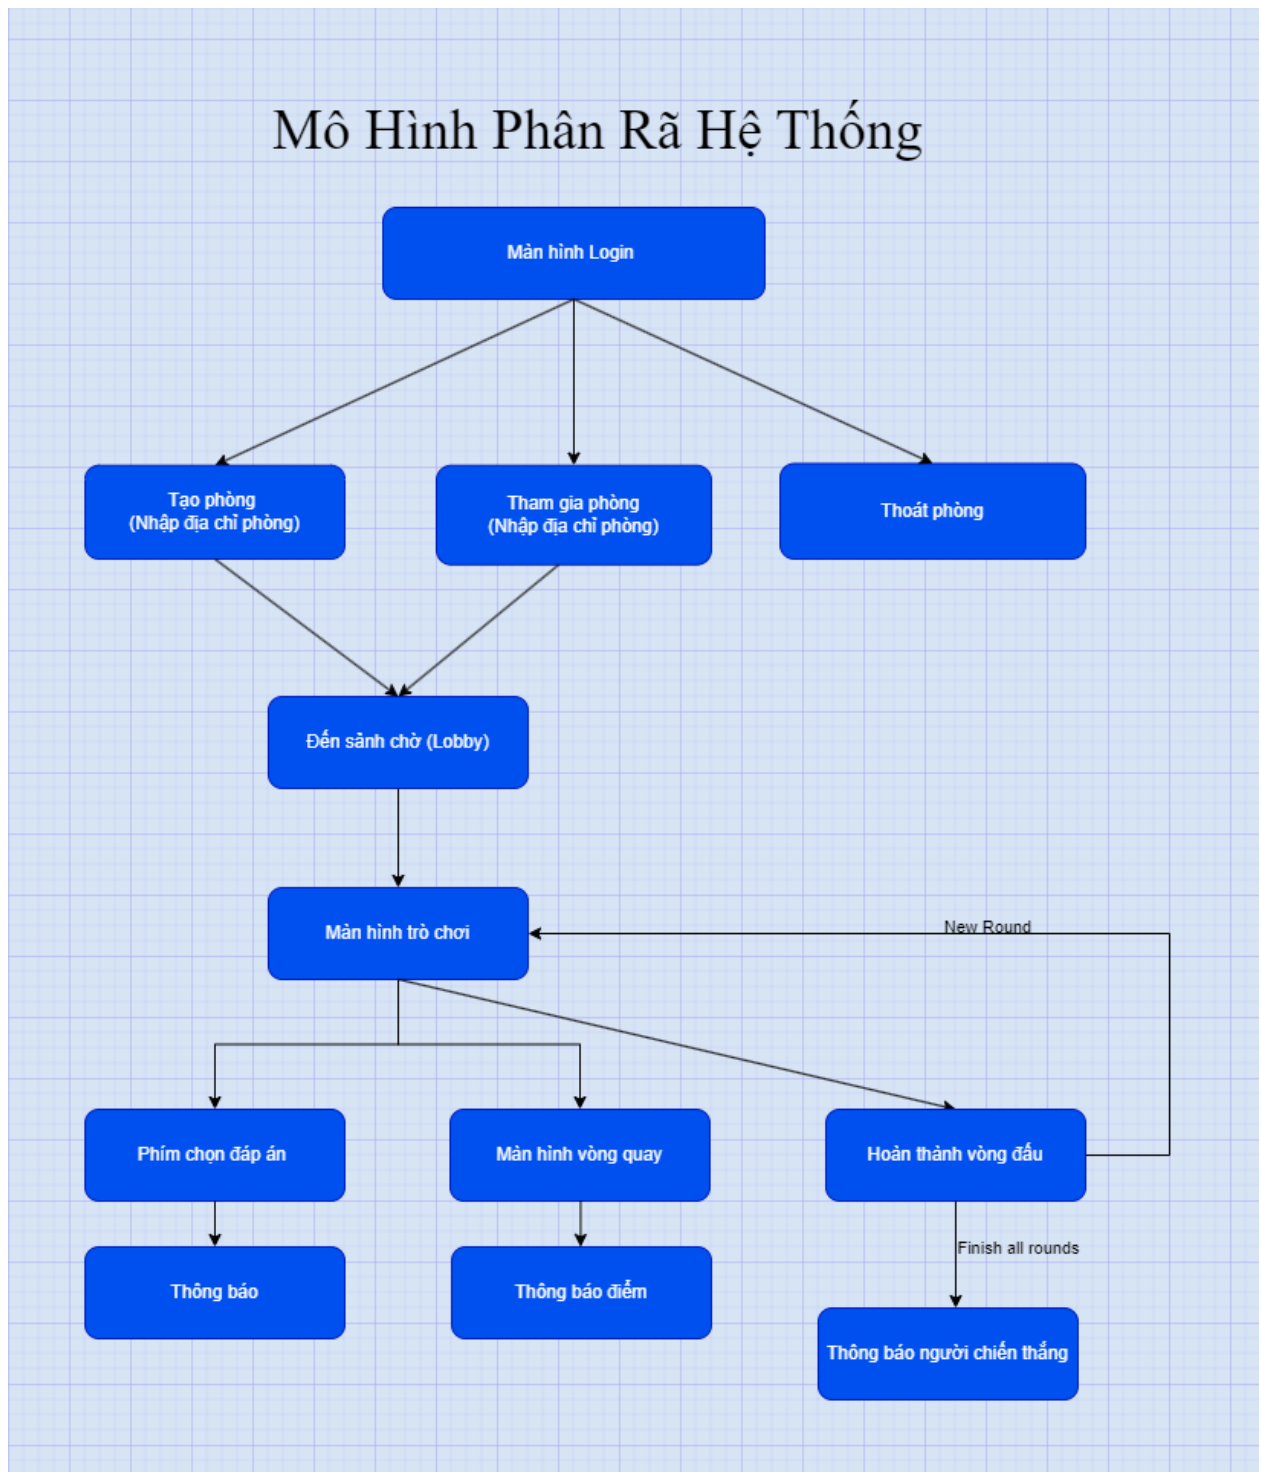 Mô Hình Phân Rã Hệ Thống
Màn hình Login
Tạo phòng
(Nhập địa chỉ phòng)
Tham gia phòng
(Nhập địa chỉ phòng)
Thoát phòng
Đến sảnh chờ (Lobby)
Màn hình trò chơi
New Round
Phím chọn đáp án
Màn hình vòng quay
Hoàn thành vòng đấu
Finish all rounds
Thông báo
Thông báo điểm
Thông báo người chiến thắng